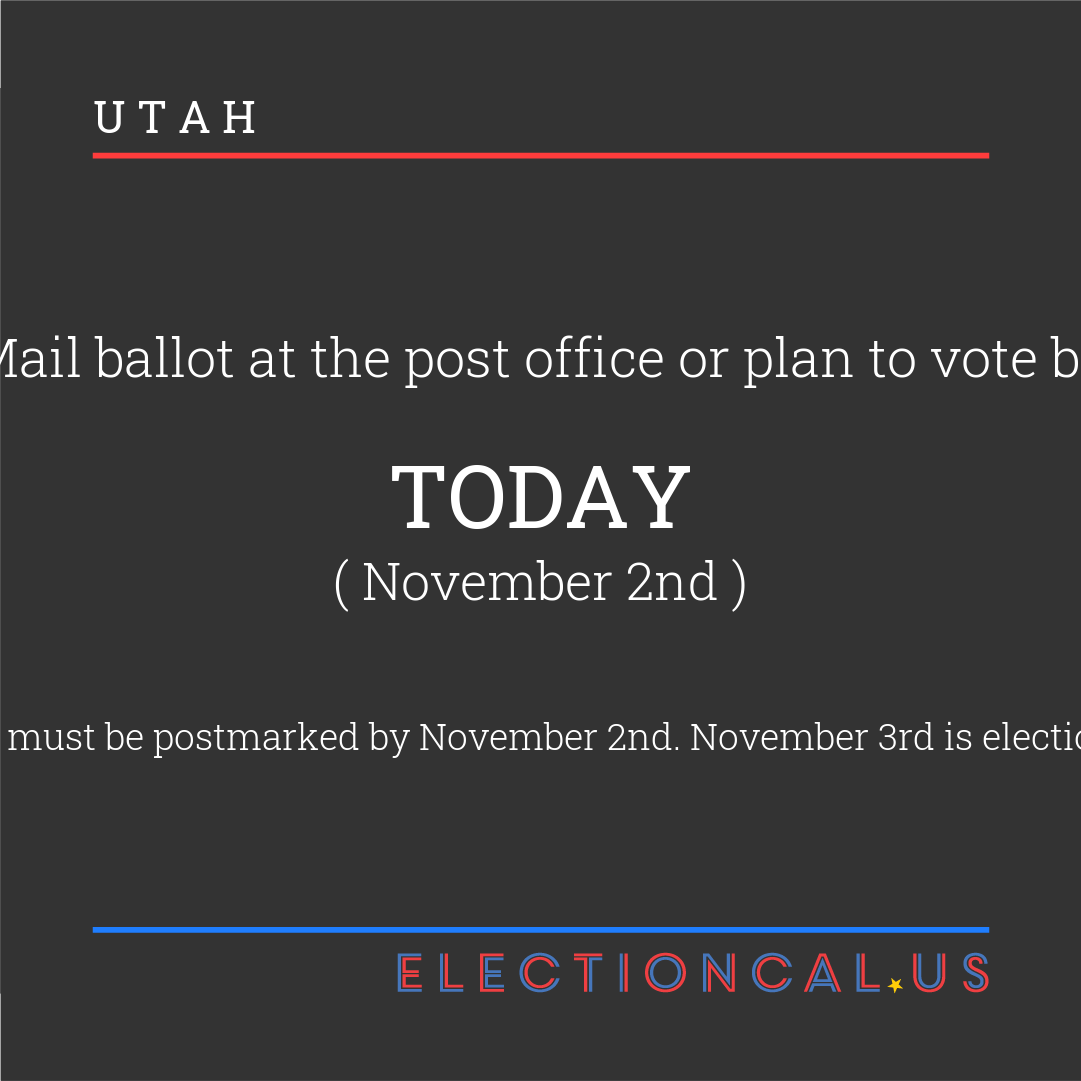 UTAH
Mail ballot at the post office or plan to vote b
TODAY
( November 2nd )
must be postmarked by November 2nd. November 3rd is electio
ELECTIONCAL.US